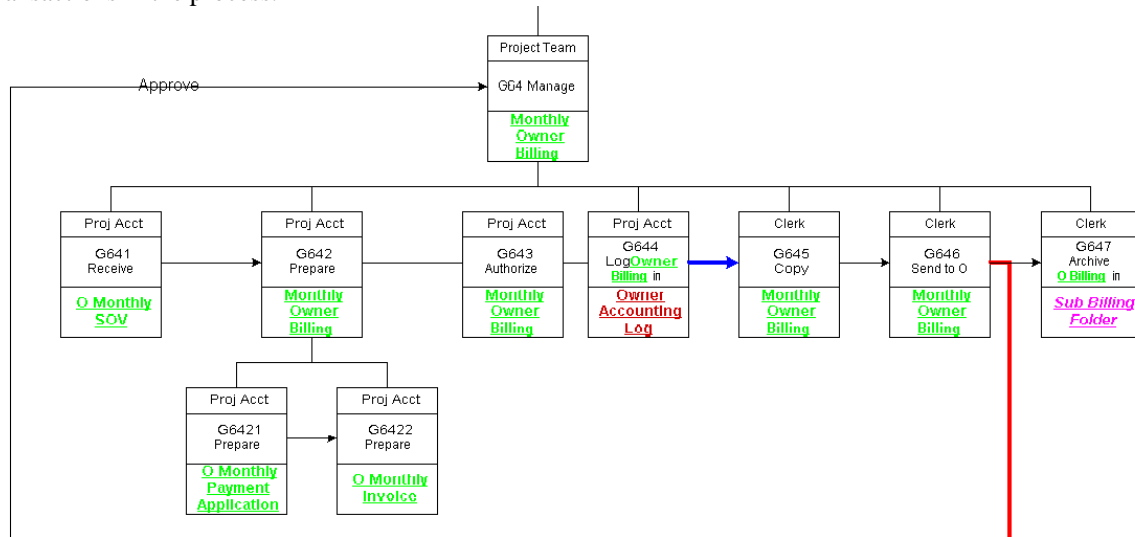 Project Team
G64 Manage
Monthly
Owner
Billing
Approve
Proj Acct
G641
Receive
O Monthly
SOV
Proj Acct
G642
Prepare
Monthly
Owner
Billing
Proj Acct
G643
Authorize
Monthly
Owner
Billing
Proj Acct
G644
LogOwner
Billing in
Owner
Accounting
Log
Clerk
G645
Copy
Monthly
Owner
Billing
Clerk
G646
Send to O
Monthly
Owner
Billing
Clerk
G647
Archive
O Billing in
Sub Billing
Folder
Proj Acct
G6421
Prepare
O Monthly
Payment
Application
Proj Acct
G6422
Prepare
O Monthly
Invoice